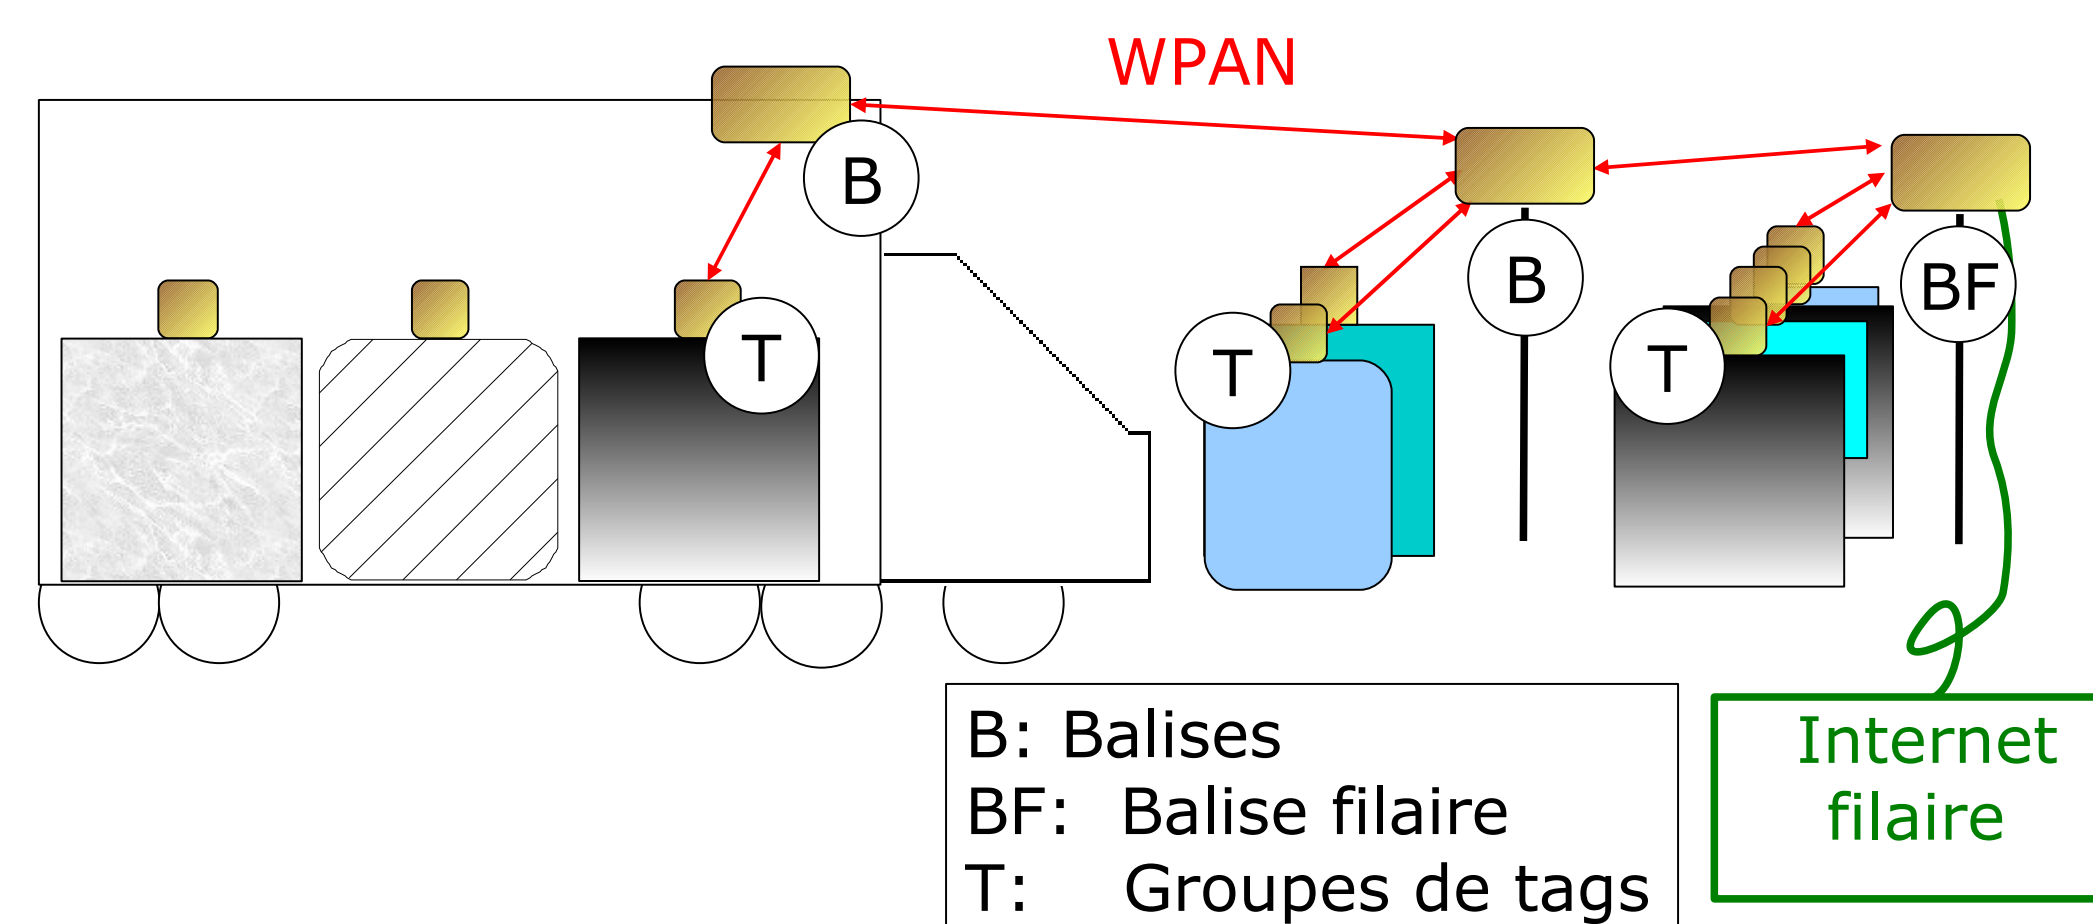 WPAN
B
B
BF
T
T
T
B: Balises
BF: Balise filaire
T: Groupes de tags
Internet
filaire